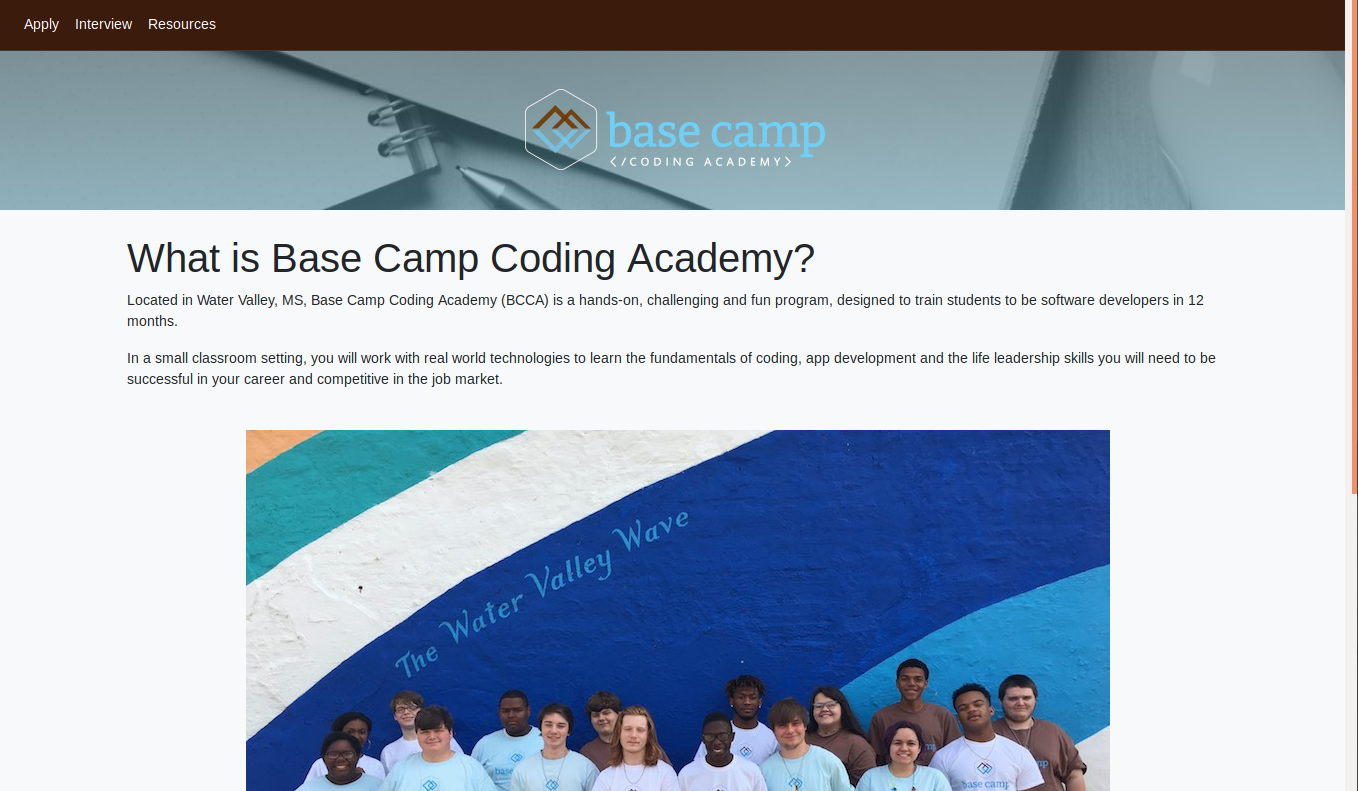 Apply Interview Resources
base camp
</CODING ACADEMY>
What is Base Camp Coding Academy?
Located in Water Valley, MS, Base Camp Coding Academy (BCCA) is a hands-on, challenging and fun program, designed to train students to be software developers in 12
months.
In a small classroom setting, you will work with real world technologies to learn the fundamentals of coding, app development and the life leadership skills you will need to be
successful in your career and competitive in the job market.
The Water Valley Wave
base camp